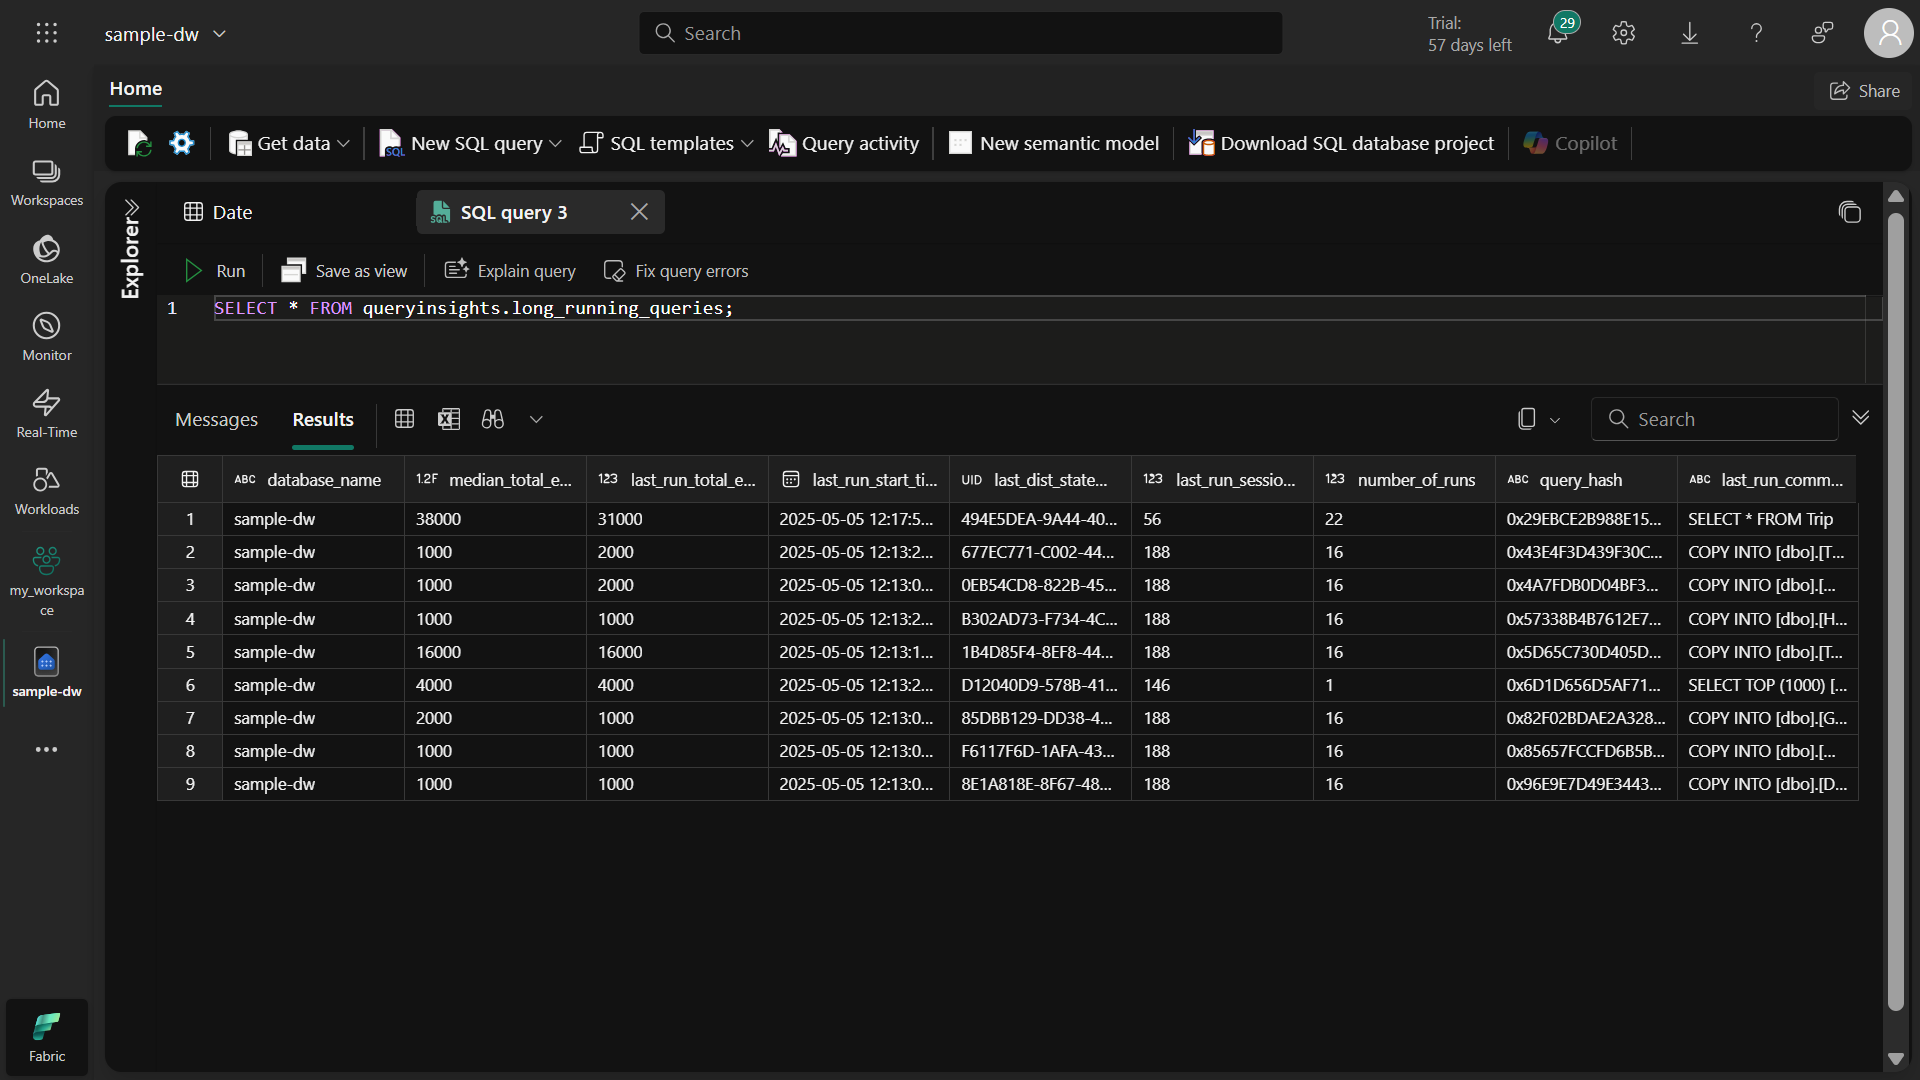 sample-dw
Search
Trial:
57 days left
29
Home
Share
Get data
New SQL query
SQL templates
Query activity
New semantic model
Download SQL database project
Copilot
Home
Workspaces
OneLake
Monitor
Real-Time
Workloads
my_workspa
ce
sample-dw
Fabric
Explorer
Date
SQL query 3
Run
Save as view
Explain query
Fix query errors
1 SELECT * FROM queryinsights.long_running_queries;
Messages
Results
Search
ABC database_name 1.2F median_total_e... 123 last_run_total_e... last_run_start_ti... UID last_dist_state... 123 last_run_sessio... 123 number_of_runs ABC query_hash ABC last_run_comm...
1 sample-dw 38000 31000 2025-05-05 12:17:5... 494E5DEA-9A44-40... 56 22 0x29EBCE2B988E15... SELECT * FROM Trip
2 sample-dw 1000 2000 2025-05-05 12:13:2... 677EC771-C002-44... 188 16 0x43E4F3D439F30C... COPY INTO [dbo].[T...
3 sample-dw 1000 2000 2025-05-05 12:13:0... 0EB54CD8-822B-45... 188 16 0x4A7FDB0D04BF3... COPY INTO [dbo].[...
4 sample-dw 1000 1000 2025-05-05 12:13:2... B302AD73-F734-4C... 188 16 0x57338B4B7612E7... COPY INTO [dbo].[H...
5 sample-dw 16000 16000 2025-05-05 12:13:1... 1B4D85F4-8EF8-44... 188 16 0x5D65C730D405D... COPY INTO [dbo].[T...
6 sample-dw 4000 4000 2025-05-05 12:13:2... D12040D9-578B-41... 146 1 0x6D1D656D5AF71... SELECT TOP (1000) [...
7 sample-dw 2000 1000 2025-05-05 12:13:0... 85DBB129-DD38-4... 188 16 0x82F02BDAE2A328... COPY INTO [dbo].[G...
8 sample-dw 1000 1000 2025-05-05 12:13:0... F6117F6D-1AFA-43... 188 16 0x85657FCCFD6B5B... COPY INTO [dbo].[...
9 sample-dw 1000 1000 2025-05-05 12:13:0... 8E1A818E-8F67-48... 188 16 0x96E9E7D49E3443... COPY INTO [dbo].[D...